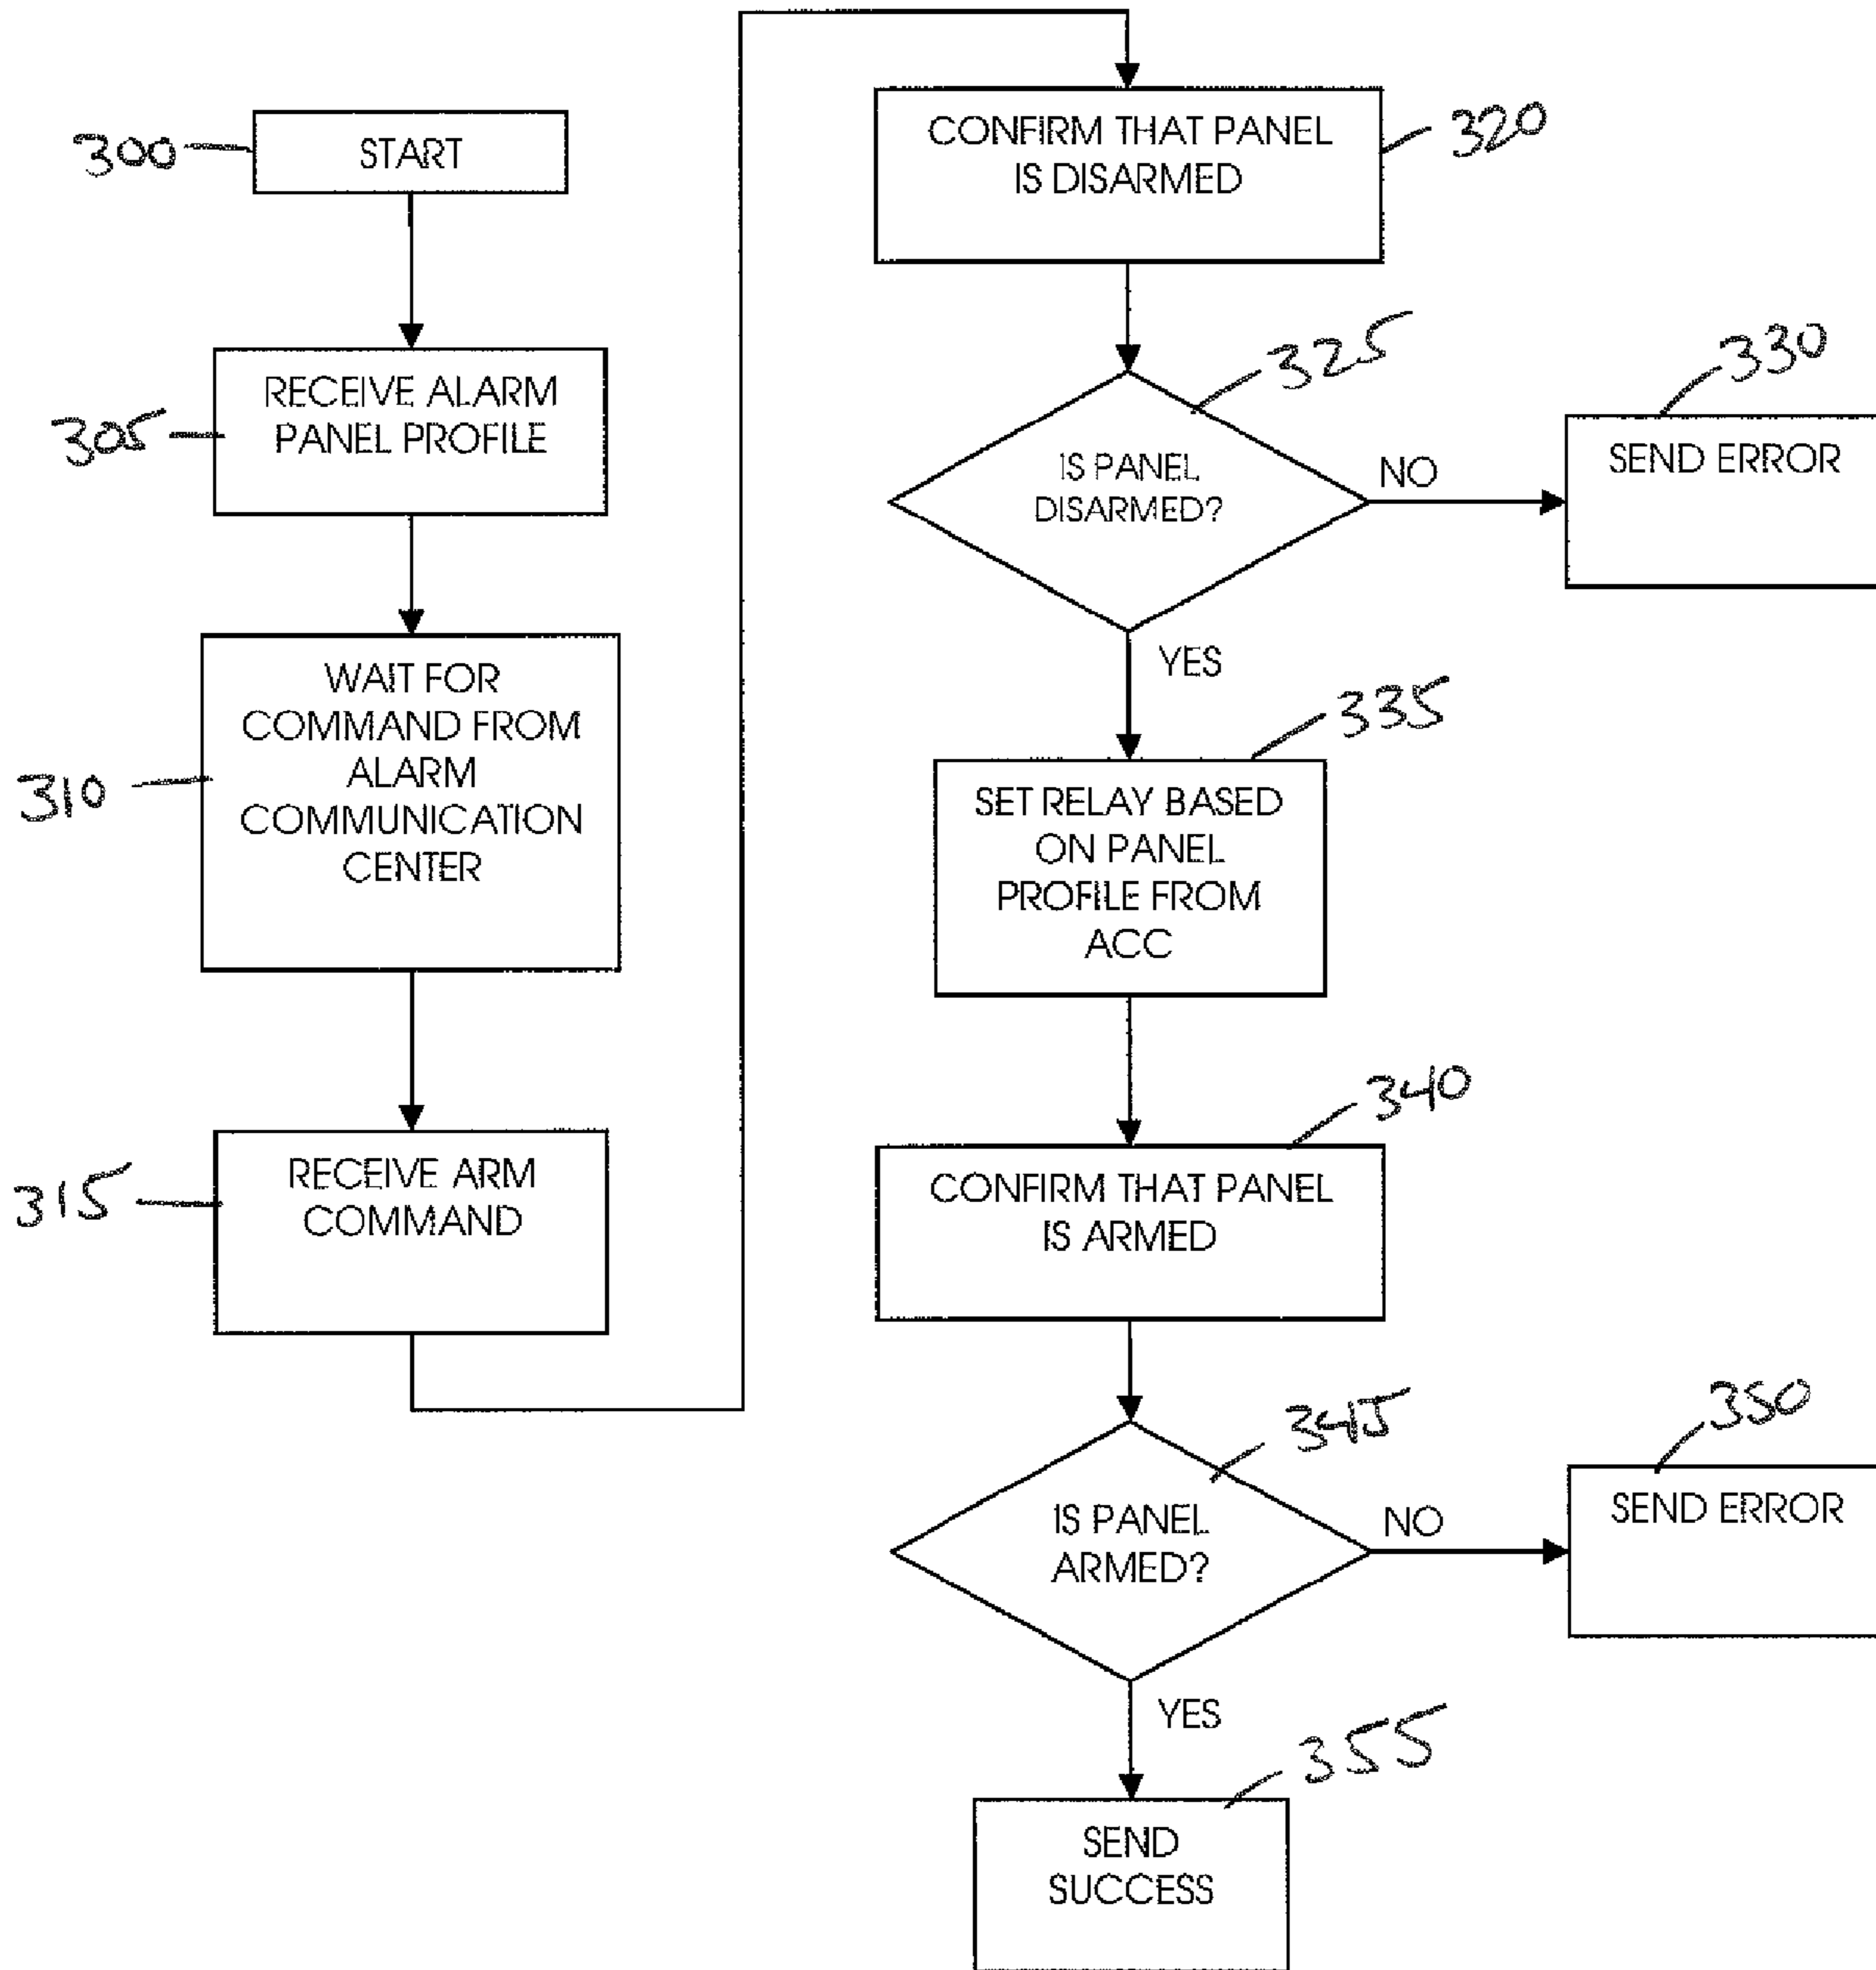 300
START
305
RECEIVE ALARM
PANEL PROFILE
310
WAIT FOR
COMMAND FROM
ALARM
COMMUNICATION
CENTER
315
RECEIVE ARM
COMMAND
320
CONFIRM THAT PANEL
IS DISARMED
325
IS PANEL
DISARMED?
NO
330
SEND ERROR
YES
335
SET RELAY BASED
ON PANEL
PROFILE FROM
ACC
340
CONFIRM THAT PANEL
IS ARMED
345
IS PANEL
ARMED?
NO
350
SEND ERROR
YES
355
SEND
SUCCESS